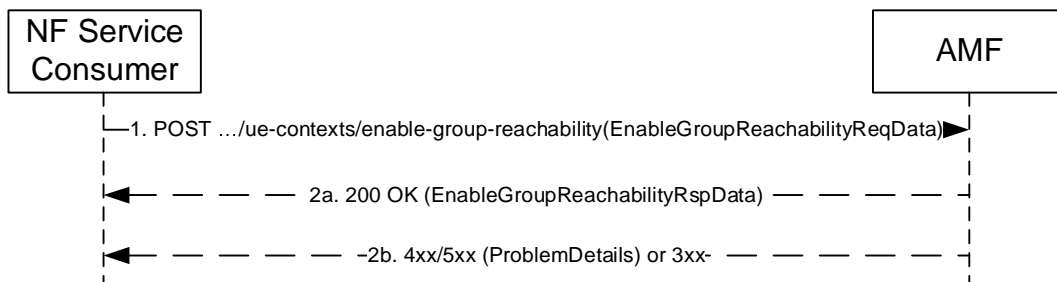 NF Service
Consumer
AMF
1. POST …/ue-contexts/enable-group-reachability(EnableGroupReachabilityReqData)
2a. 200 OK (EnableGroupReachabilityRspData)
2b. 4xx/5xx (ProblemDetails) or 3xx